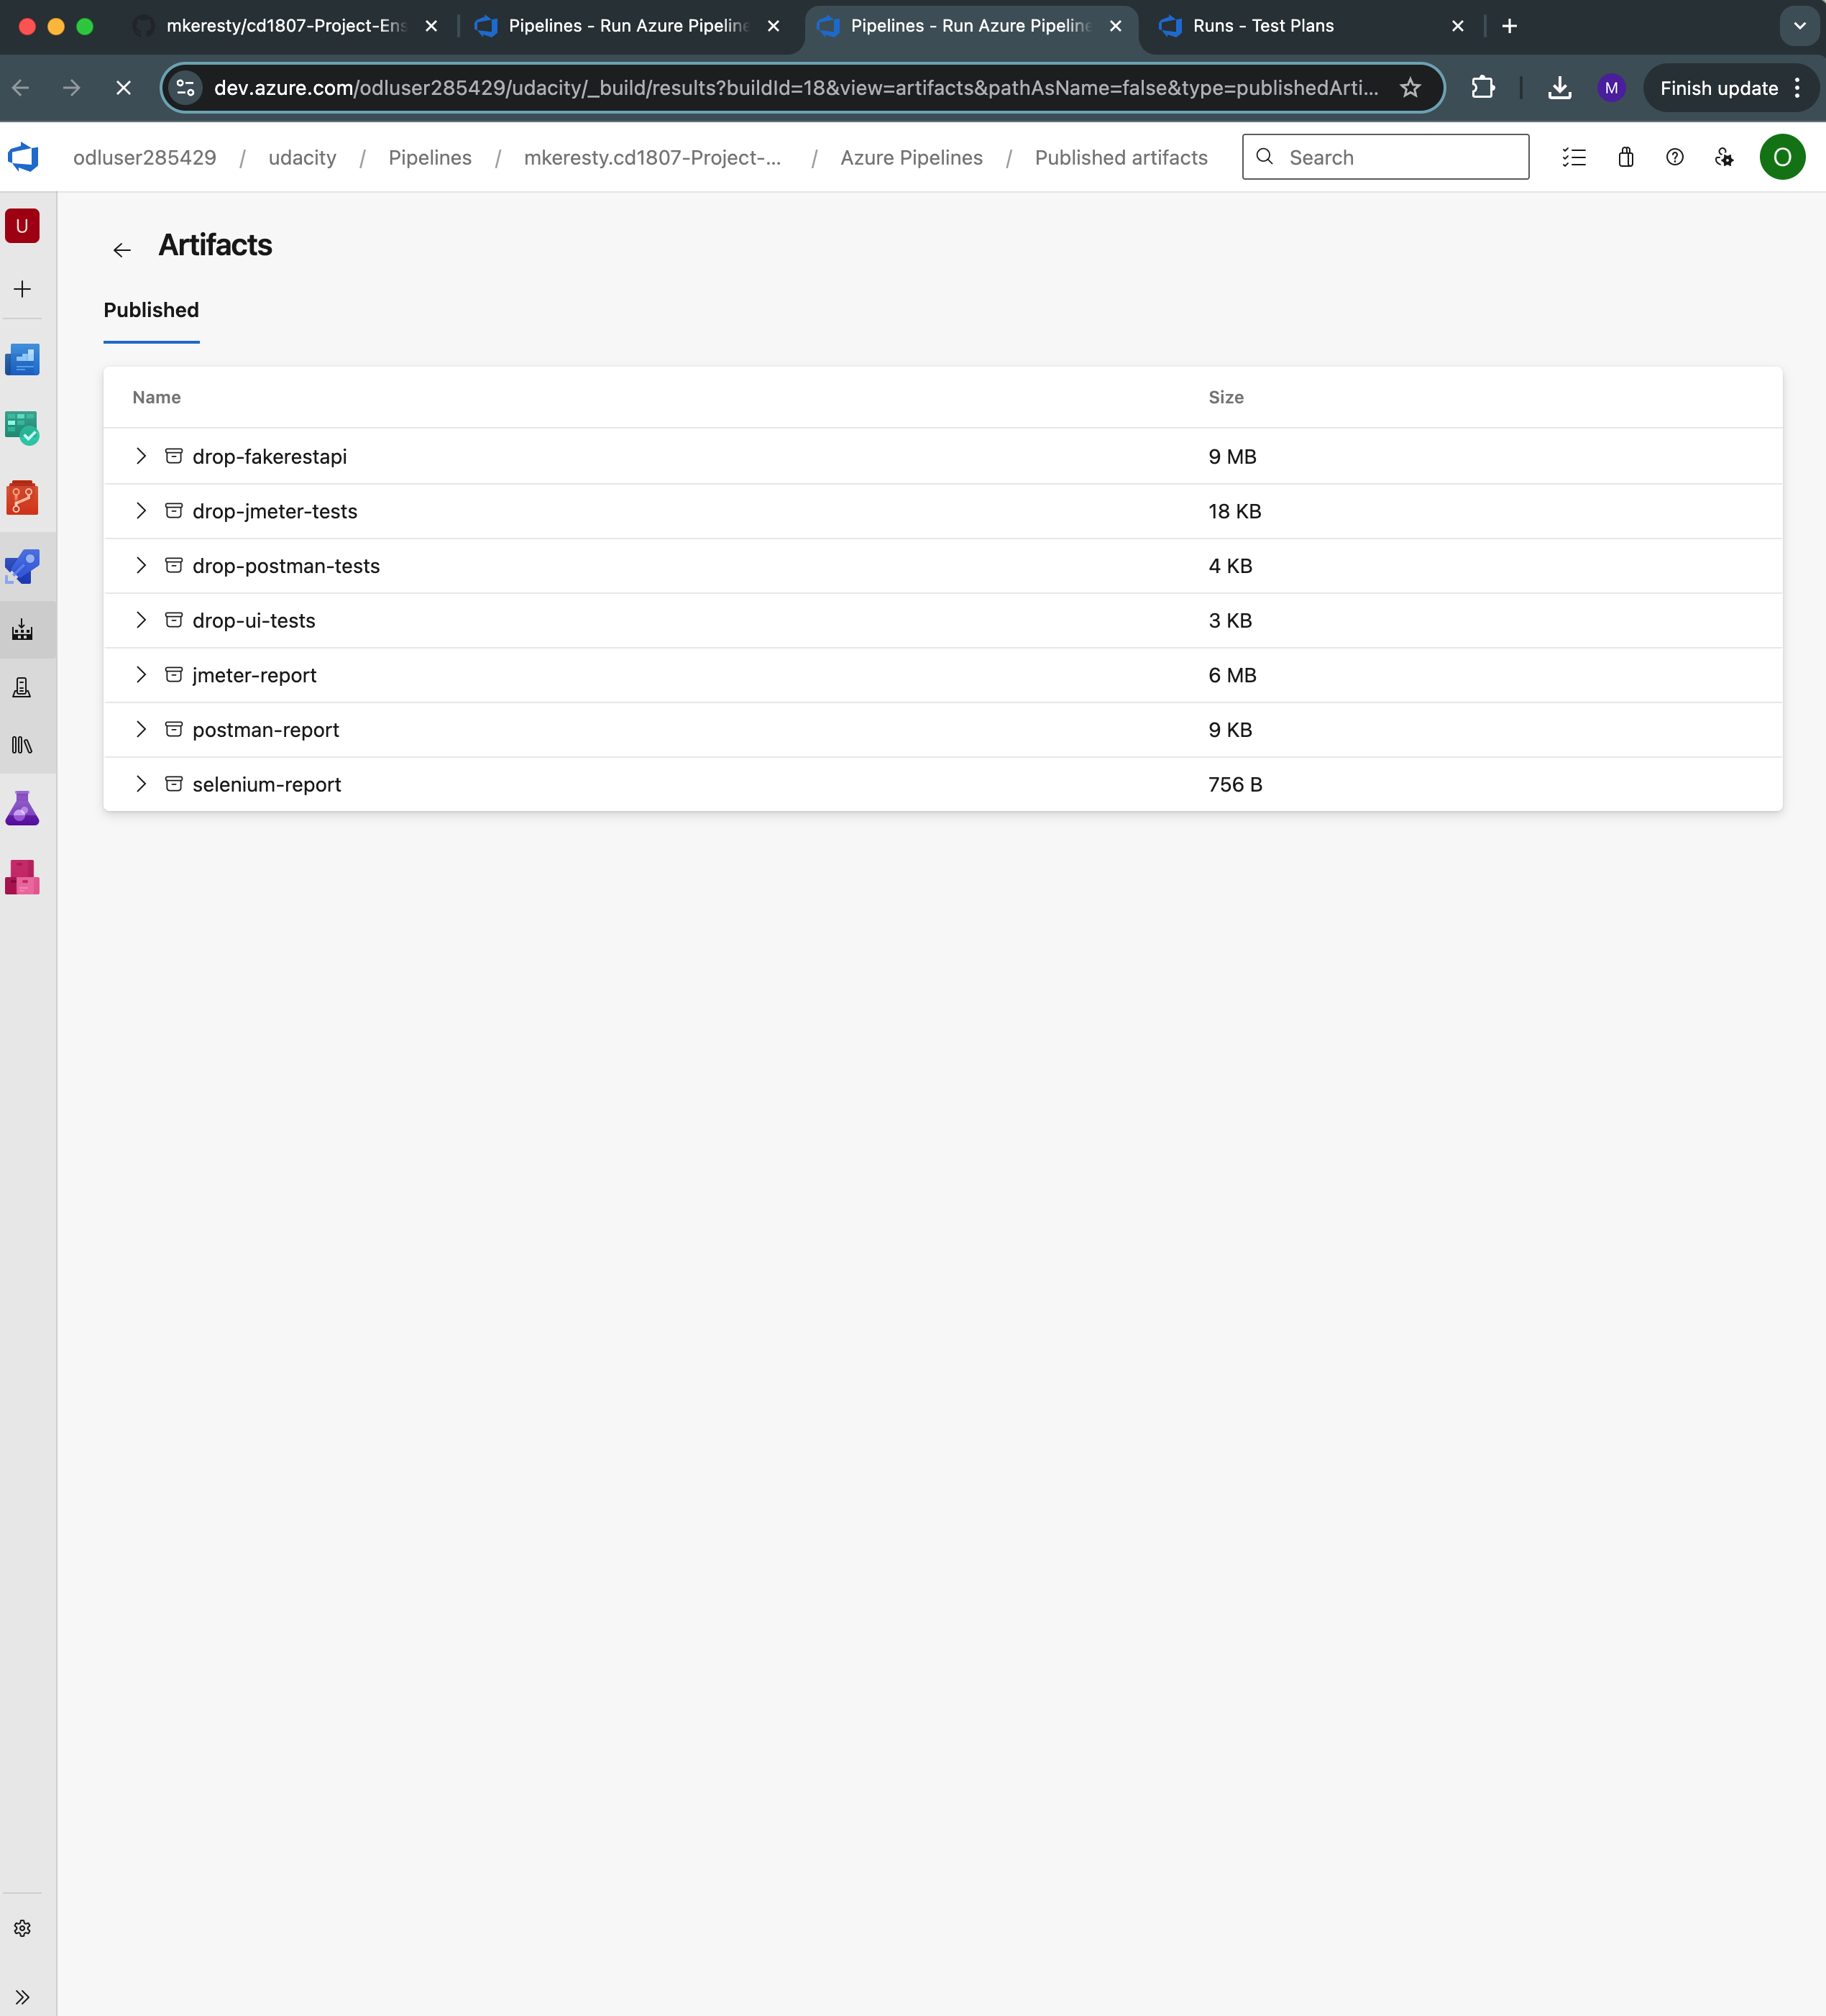 mkeresty/cd1807-Project-Ens
Pipelines - Run Azure Pipeline
Pipelines - Run Azure Pipeline
Runs - Test Plans
dev.azure.com/odluser285429/udacity/_build/results?buildId=18&view=artifacts&pathAsName=false&type=publishedArti...
M
Finish update
odluser285429 / udacity / Pipelines / mkeresty.cd1807-Project-... / Azure Pipelines / Published artifacts
Search
O
U
Artifacts
Published
Name Size
drop-fakerestapi 9 MB
drop-jmeter-tests 18 KB
drop-postman-tests 4 KB
drop-ui-tests 3 KB
jmeter-report 6 MB
postman-report 9 KB
selenium-report 756 B